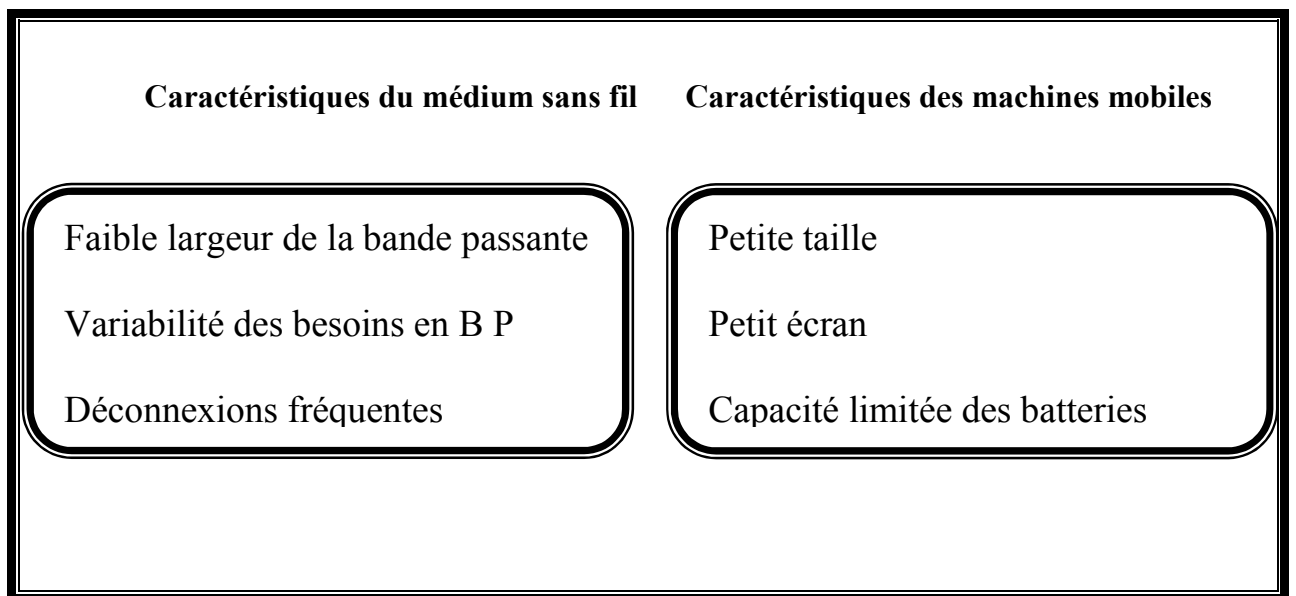 Caractéristiques du médium sans fil
Caractéristiques des machines mobiles
Faible largeur de la bande passante
Variabilité des besoins en B P
Déconnexions fréquentes
Petite taille
Petit écran
Capacité limitée des batteries